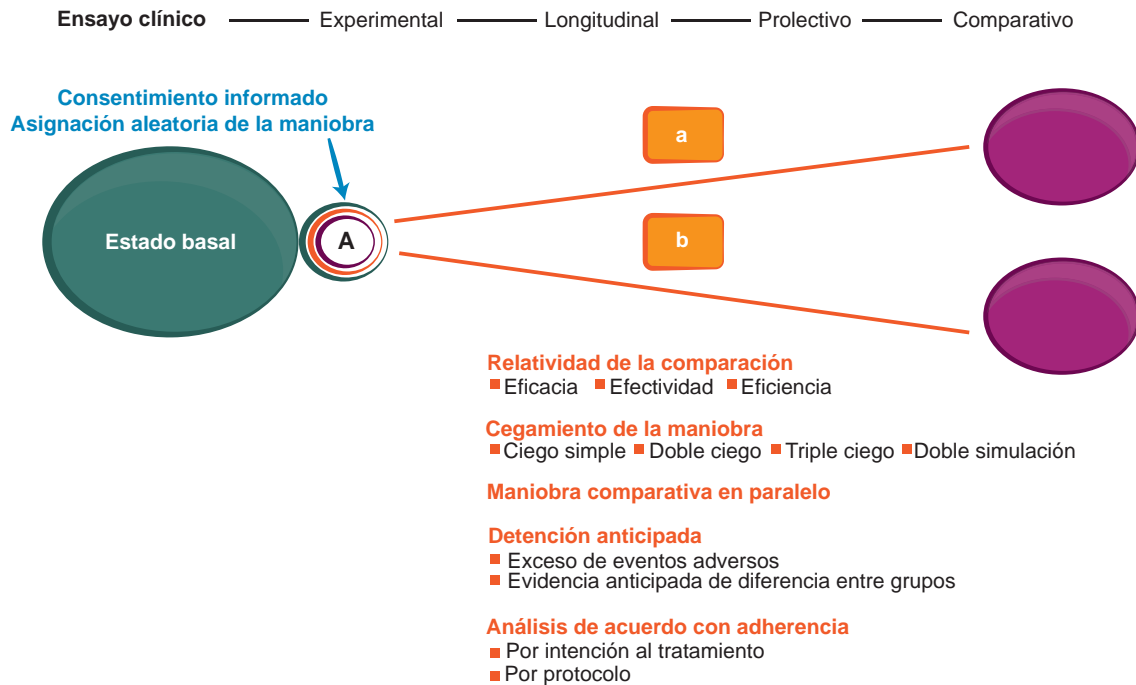 Ensayo clínico Experimental Longitudinal Prolectivo Comparativo
Consentimiento informado
Asignación aleatoria de la maniobra
a
Estado basal
A
b
Relatividad de la comparación
Eficacia Efectividad Eficiencia
Cegamiento de la maniobra
Ciego simple Doble ciego Triple ciego Doble simulación
Maniobra comparativa en paralelo
Detención anticipada
Exceso de eventos adversos
Evidencia anticipada de diferencia entre grupos
Análisis de acuerdo con adherencia
Por intención al tratamiento
Por protocolo